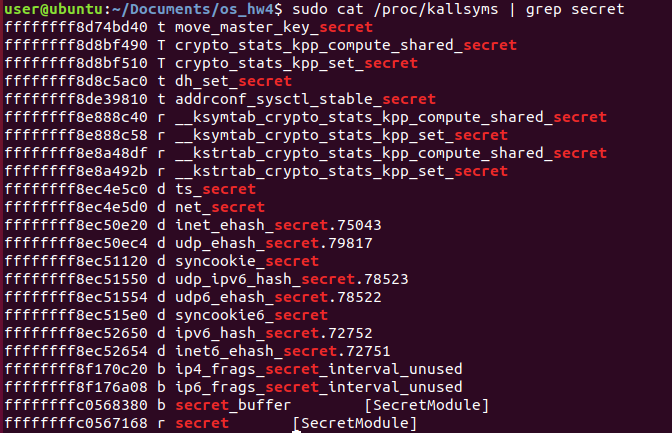 user@ubuntu:~/Documents/os_hw4$ sudo cat /proc/kallsyms | grep secret
ffffffff8d74bd40 t move_master_key_secret
ffffffff8d8bf490 T crypto_stats_kpp_compute_shared_secret
ffffffff8d8bf510 T crypto_stats_kpp_set_secret
ffffffff8d8c5ac0 t dh_set_secret
ffffffff8de39810 t addrconf_sysctl_stable_secret
ffffffff8e888c40 r __ksymtab_crypto_stats_kpp_compute_shared_secret
ffffffff8e888c58 r __ksymtab_crypto_stats_kpp_set_secret
ffffffff8e8a48df r __kstrtab_crypto_stats_kpp_compute_shared_secret
ffffffff8e8a492b r __kstrtab_crypto_stats_kpp_set_secret
ffffffff8ec4e5c0 d ts_secret
ffffffff8ec4e5d0 d net_secret
ffffffff8ec50e20 d inet_ehash_secret.75043
ffffffff8ec50ec4 d udp_ehash_secret.79817
ffffffff8ec51120 d syncookie_secret
ffffffff8ec51550 d udp_ipv6_hash_secret.78523
ffffffff8ec51554 d udp6_ehash_secret.78522
ffffffff8ec515e0 d syncookie6_secret
ffffffff8ec52650 d ipv6_hash_secret.72752
ffffffff8ec52654 d inet6_ehash_secret.72751
ffffffff8f170c20 b ip4_frags_secret_interval_unused
ffffffff8f176a08 b ip6_frags_secret_interval_unused
ffffffffc0568380 b secret_buffer [SecretModule]
ffffffffc0567168 r secret [SecretModule]